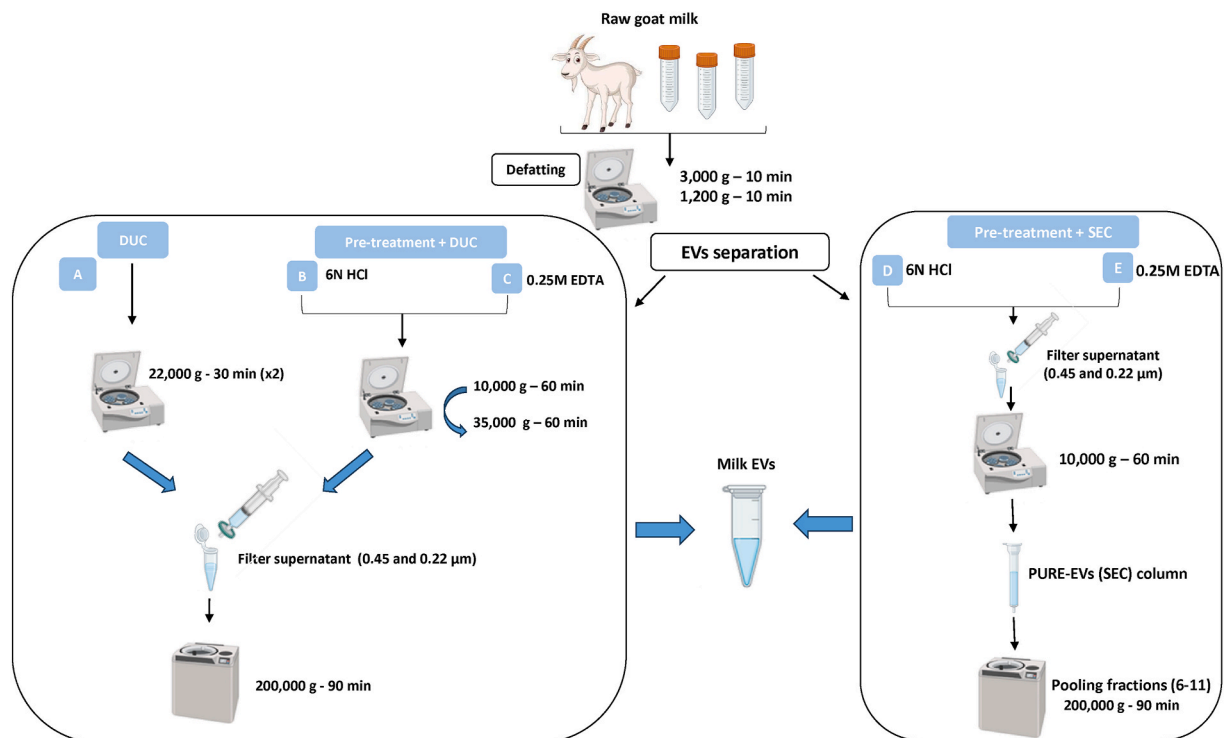 Raw goat milk
Defatting
3,000 g – 10 min
1,200 g – 10 min
EVs separation
DUC
A
Pre-treatment + DUC
B
6N HCl
C
0.25M EDTA
22,000 g - 30 min (x2)
10,000 g – 60 min
35,000 g – 60 min
Filter supernatant (0.45 and 0.22 µm)
200,000 g - 90 min
Milk EVs
Pre-treatment + SEC
D
6N HCl
E
0.25M EDTA
Filter supernatant
(0.45 and 0.22 µm)
10,000 g – 60 min
PURE-EVs (SEC) column
Pooling fractions (6-11)
200,000 g - 90 min